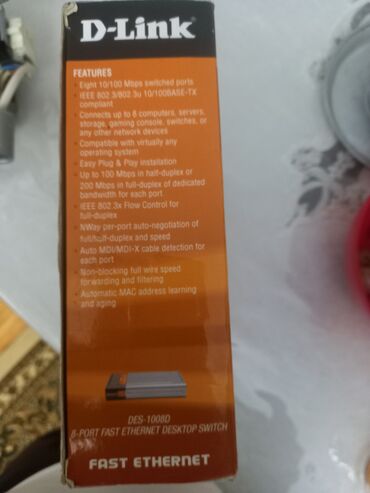 D-Link
FEATURES
• Eight 10/100 Mbps switched ports
• IEEE 802.3/802.3u 10/100BASE-TX
compliant
• Connects up to 8 computers, servers,
storage, gaming console, switches, or
any other network devices
• Compatible with virtually any
operating system
• Easy Plug & Play installation
• Up to 100 Mbps in half-duplex or
200 Mbps in full-duplex of dedicated
bandwidth for each port.
• IEEE 802.3x Flow Control for
full-duplex
• NWay per-port auto-negotiation of
full/half-duplex and speed
• Auto MDI/MDI-X cable detection for
each port
• Non-blocking full wire speed
forwarding and filtering
• Automatic MAC address learning
and aging
DES-1008D
8-PORT FAST ETHERNET DESKTOP SWITCH
FAST ETHERNET